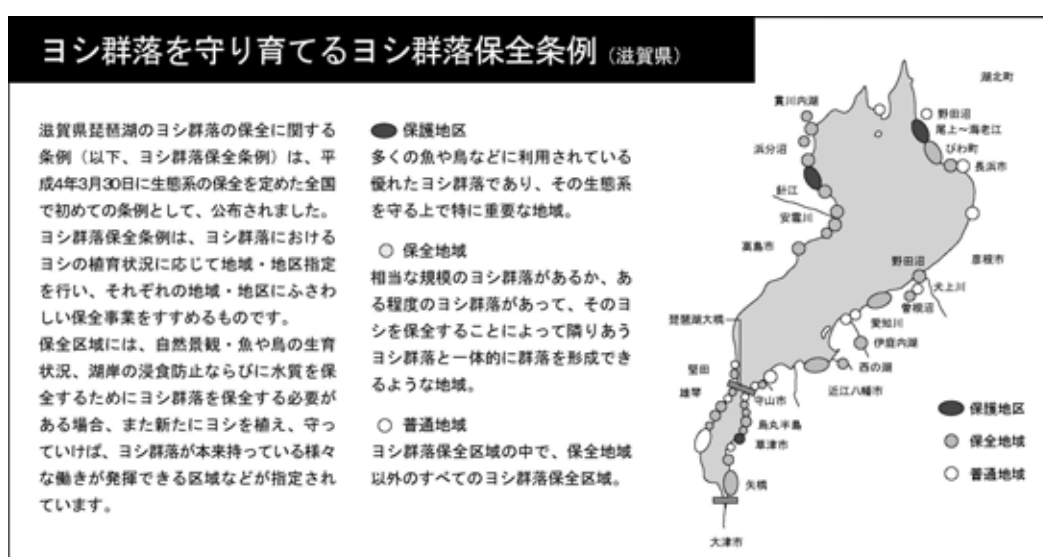 ヨシ群落を守り育てるヨシ群落保全条例 (滋賀県)
滋賀県琵琶湖のヨシ群落の保全に関する
条例（以下、ヨシ群落保全条例）は、平
成4年3月30日に生態系の保全を定めた全国
で初めての条例として、公布されました。
ヨシ群落保全条例は、ヨシ群落における
ヨシの植育状況に応じて地域・地区指定
を行い、それぞれの地域・地区にふさわ
しい保全事業をすすめるものです。
保全区域には、自然景観・魚や鳥の生育
状況、湖岸の浸食防止ならびに水質を保
全するためにヨシ群落を保全する必要が
ある場合、また新たにヨシを植え、守っ
ていけば、ヨシ群落が本来持っている様々
な働きが発揮できる区域などが指定され
ています。
保護地区
多くの魚や鳥などに利用されている
優れたヨシ群落であり、その生態系
を守る上で特に重要な地域。
保全地域
相当な規模のヨシ群落があるか、あ
る程度のヨシ群落があって、そのヨ
シを保全することによって隣りあう
ヨシ群落と一体的に群落を形成でき
るような地域。
普通地域
ヨシ群落保全区域の中で、保全地域
以外のすべてのヨシ群落保全区域。
湖北町
貫川内湖
野田沼
尾上～海老江
びわ町
浜分沼
長浜市
針江
安曇川
高島市
野田沼
彦根市
犬上川
曽根沼
琵琶湖大橋
愛知川
伊庭内湖
堅田
西の湖
雄琴
守山市
近江八幡市
烏丸半島
草津市
矢橋
大津市
保護地区
保全地域
普通地域